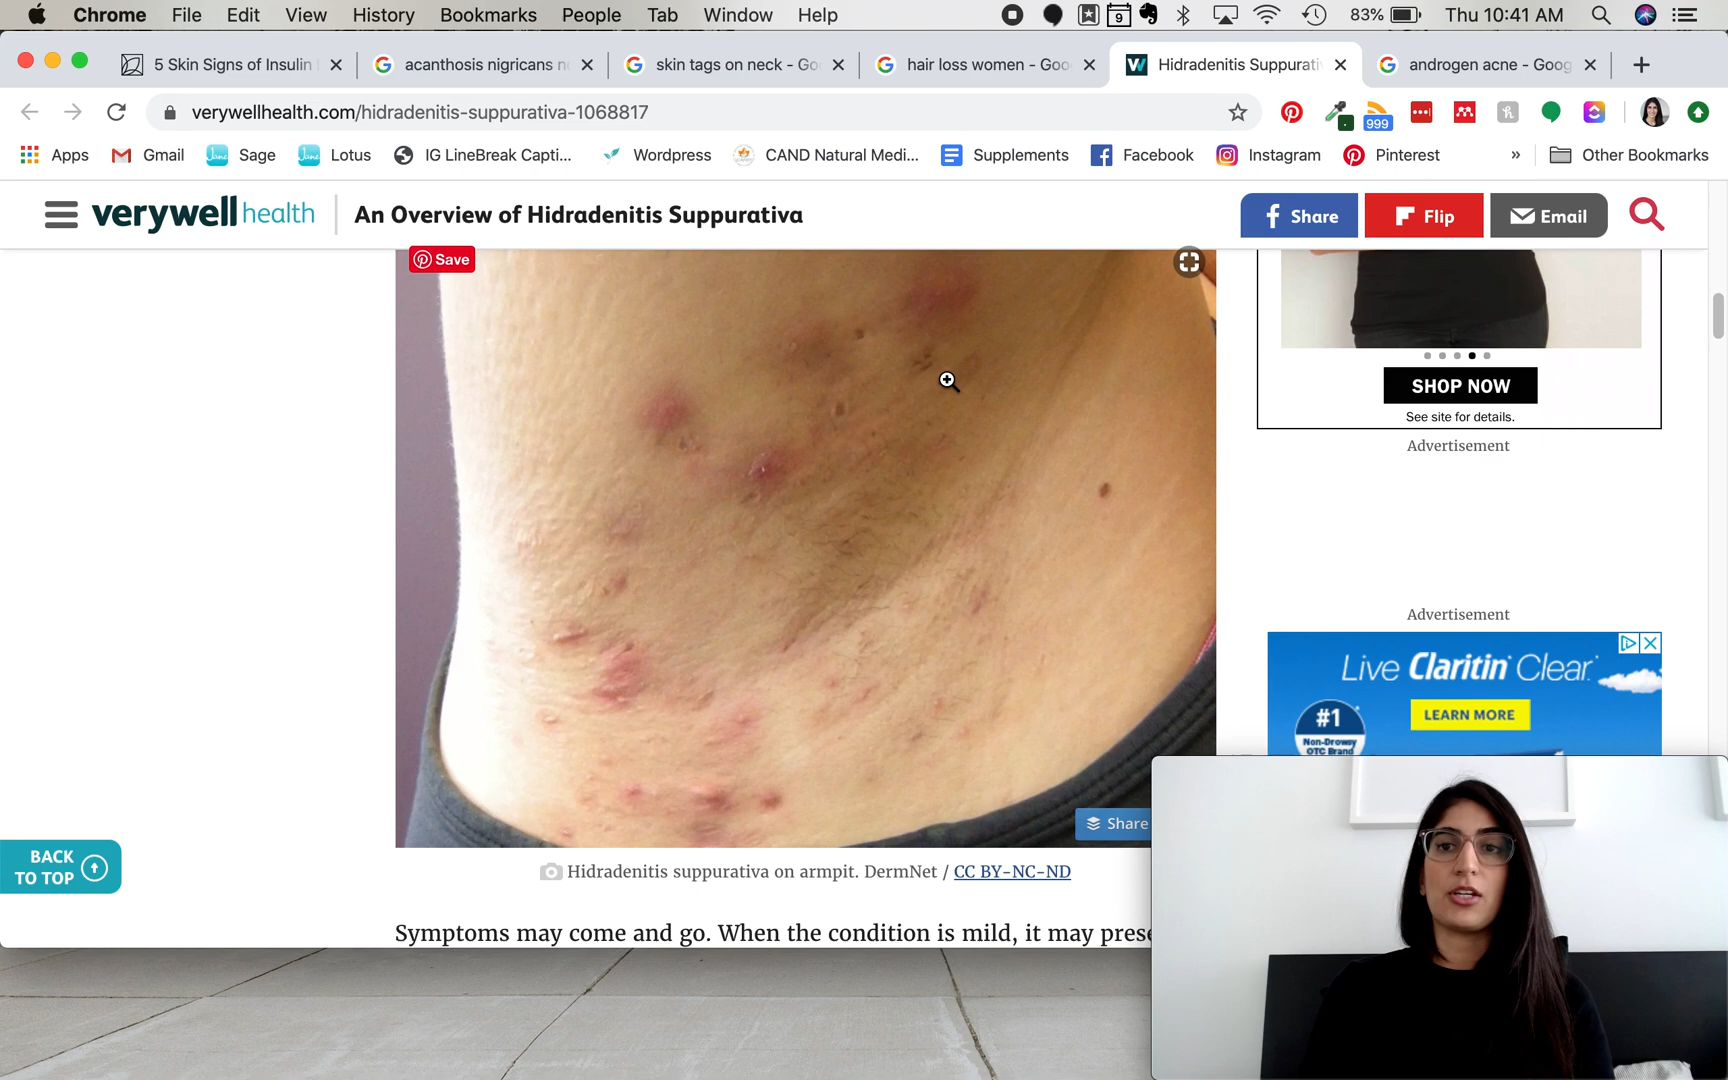 Chrome File Edit View History Bookmarks People Tab Window Help 9 83% Thu 10:41 AM
5 Skin Signs of Insulin
acanthosis nigricans n
skin tags on neck - Go
hair loss women - Goo
Hidradenitis Suppurati
androgen acne - Goog
verywellhealth.com/hidradenitis-suppurativa-1068817
999
Apps Gmail Sage Lotus IG LineBreak Capti... Wordpress CAND Natural Medi... Supplements Facebook Instagram Pinterest » Other Bookmarks
verywell health An Overview of Hidradenitis Suppurativa Share Flip Email
Save
SHOP NOW
See site for details.
Advertisement
Advertisement
Live Claritin Clear.
LEARN MORE
#1
Non-Drowsy
OTC Brand
Share
BACK
TO TOP
Hidradenitis suppurativa on armpit. DermNet / CC BY-NC-ND
Symptoms may come and go. When the condition is mild, it may prese